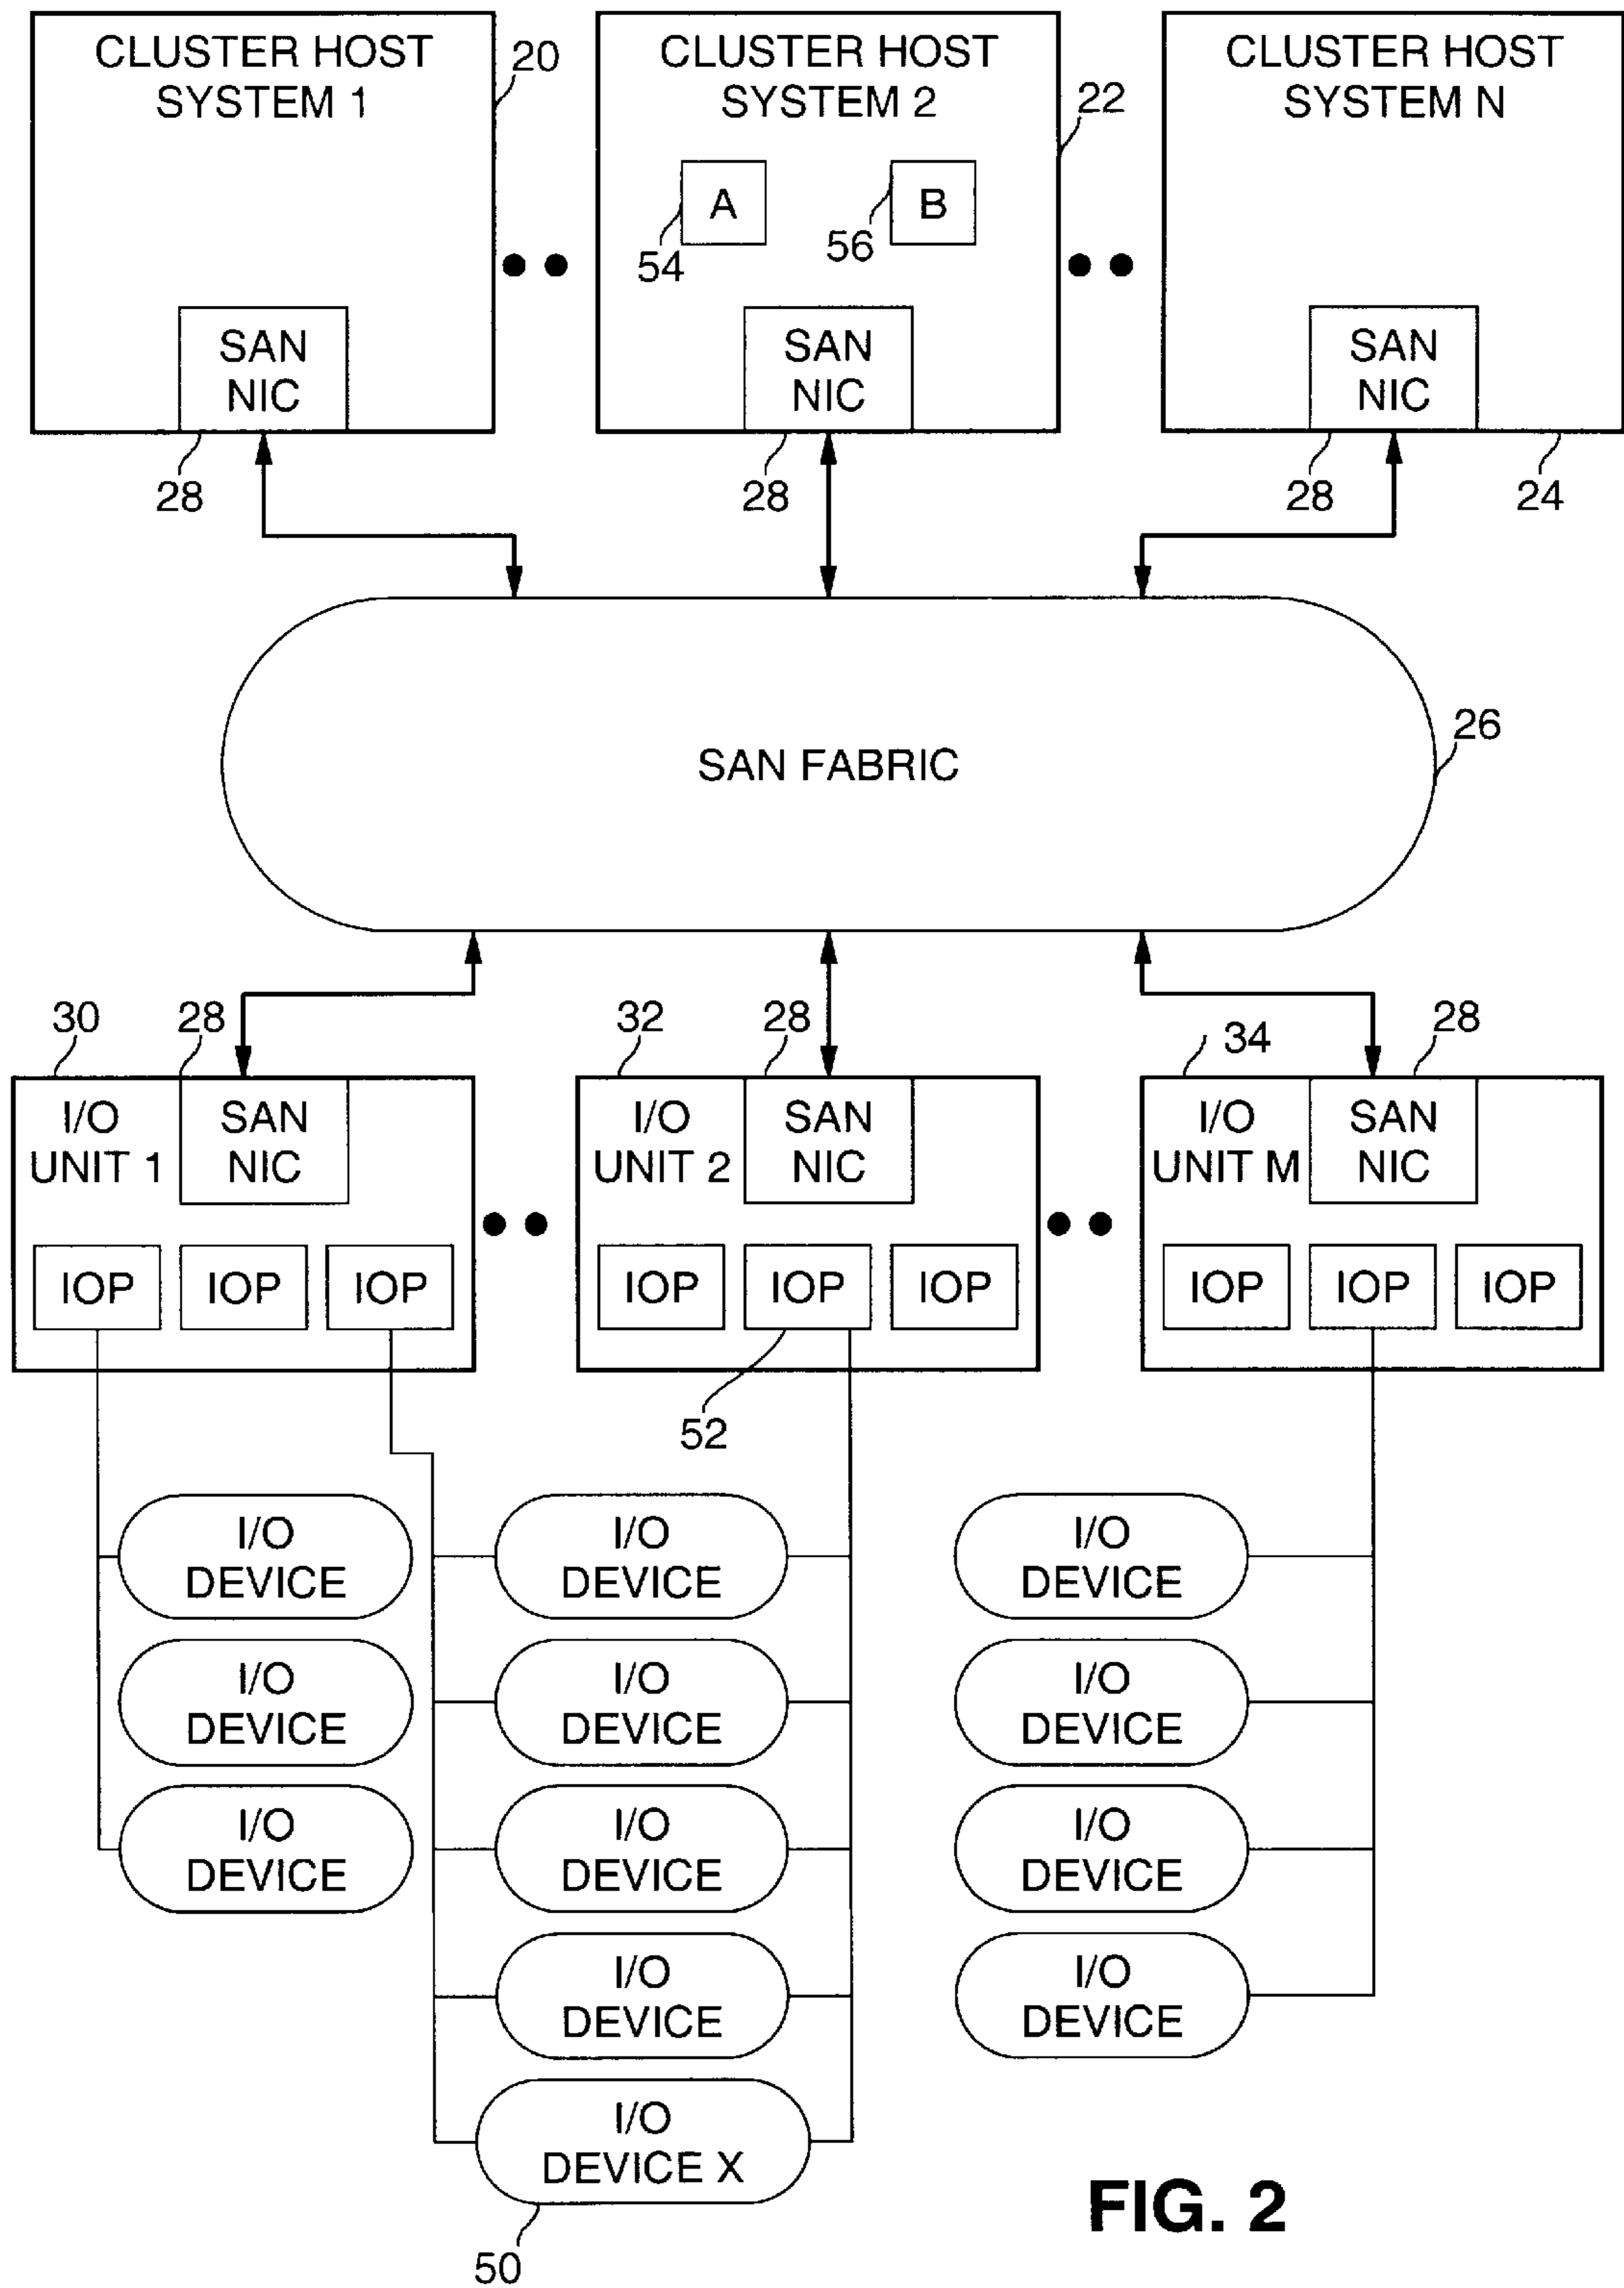 CLUSTER HOST
SYSTEM 1
20
CLUSTER HOST
SYSTEM 2
22
CLUSTER HOST
SYSTEM N
A
54
B
56
SAN
NIC
28
SAN
NIC
28
SAN
NIC
28
24
SAN FABRIC
26
30
28
32
28
34
28
I/O
UNIT 1
SAN
NIC
I/O
UNIT 2
SAN
NIC
I/O
UNIT M
SAN
NIC
IOP
IOP
IOP
IOP
IOP
IOP
IOP
IOP
IOP
52
I/O
DEVICE
I/O
DEVICE
I/O
DEVICE
I/O
DEVICE
I/O
DEVICE
I/O
DEVICE
I/O
DEVICE
I/O
DEVICE
I/O
DEVICE
I/O
DEVICE
I/O
DEVICE
I/O
DEVICE X
50
FIG. 2